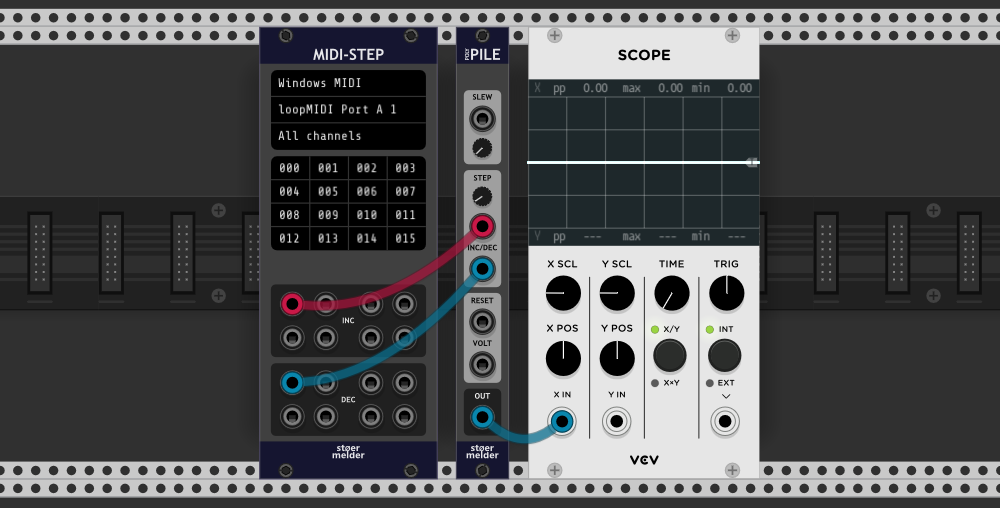 MIDI-STEP
Windows MIDI
loopMIDI Port A 1
All channels
000 001 002 003
004 005 006 007
008 009 010 011
012 013 014 015
INC
DEC
støer
melder
POLY PILE
SLEW
STEP
INC/DEC
RESET
VOLT
OUT
støer
melder
SCOPE
X pp 0.00 max 0.00 min 0.00
Y pp --- max --- min ---
X SCL Y SCL TIME TRIG
X POS Y POS X/Y INT
X×Y EXT
X IN Y IN
VCV